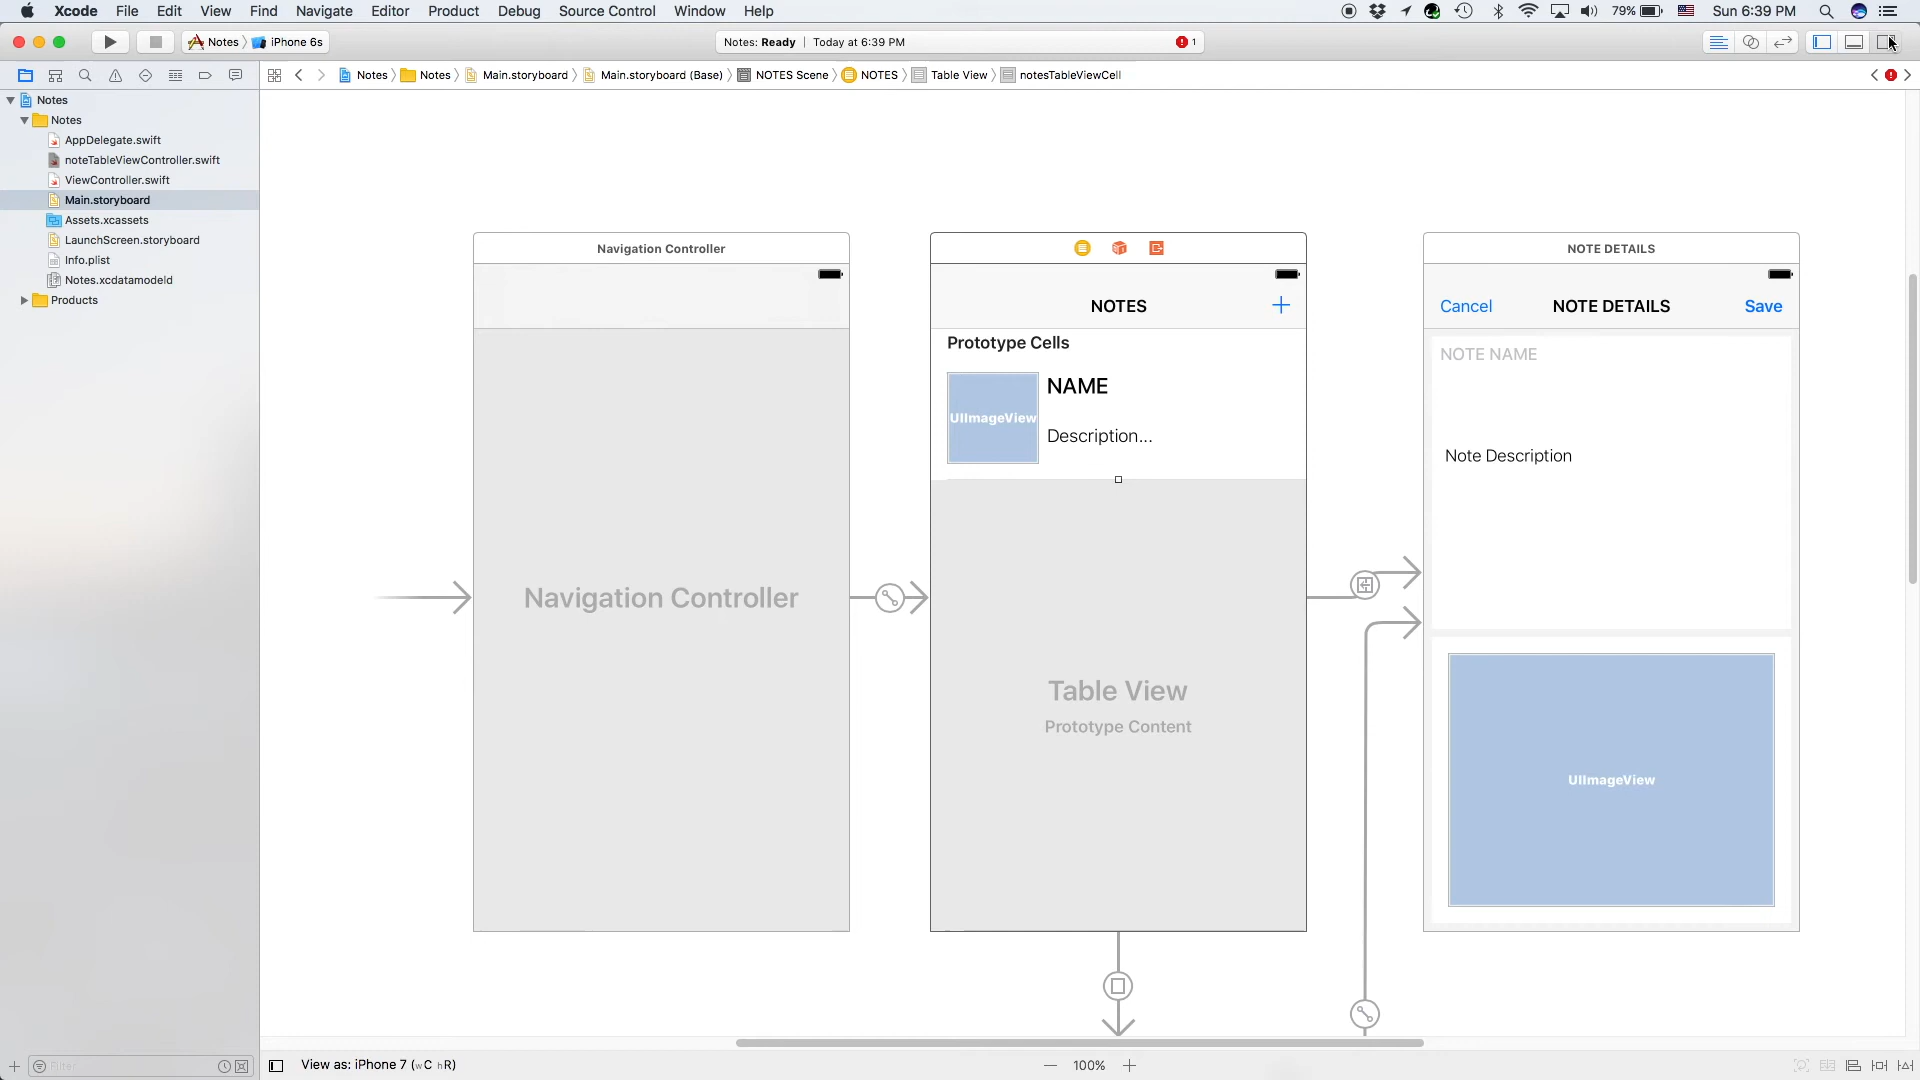 Xcode File Edit View Find Navigate Editor Product Debug Source Control Window Help
79% Sun 6:39 PM
Notes iPhone 6s
Notes: Ready | Today at 6:39 PM
1
Notes Notes Main.storyboard Main.storyboard (Base) NOTES Scene NOTES Table View notesTableViewCell
Notes
Notes
AppDelegate.swift
noteTableViewController.swift
ViewController.swift
Main.storyboard
Assets.xcassets
LaunchScreen.storyboard
Info.plist
Notes.xcdatamodeld
Products
Navigation Controller
Navigation Controller
NOTES
Prototype Cells
UIImageView
NAME
Description...
Table View
Prototype Content
NOTE DETAILS
Cancel NOTE DETAILS Save
NOTE NAME
Note Description
UIImageView
Filter
View as: iPhone 7 (wC hR)
100%